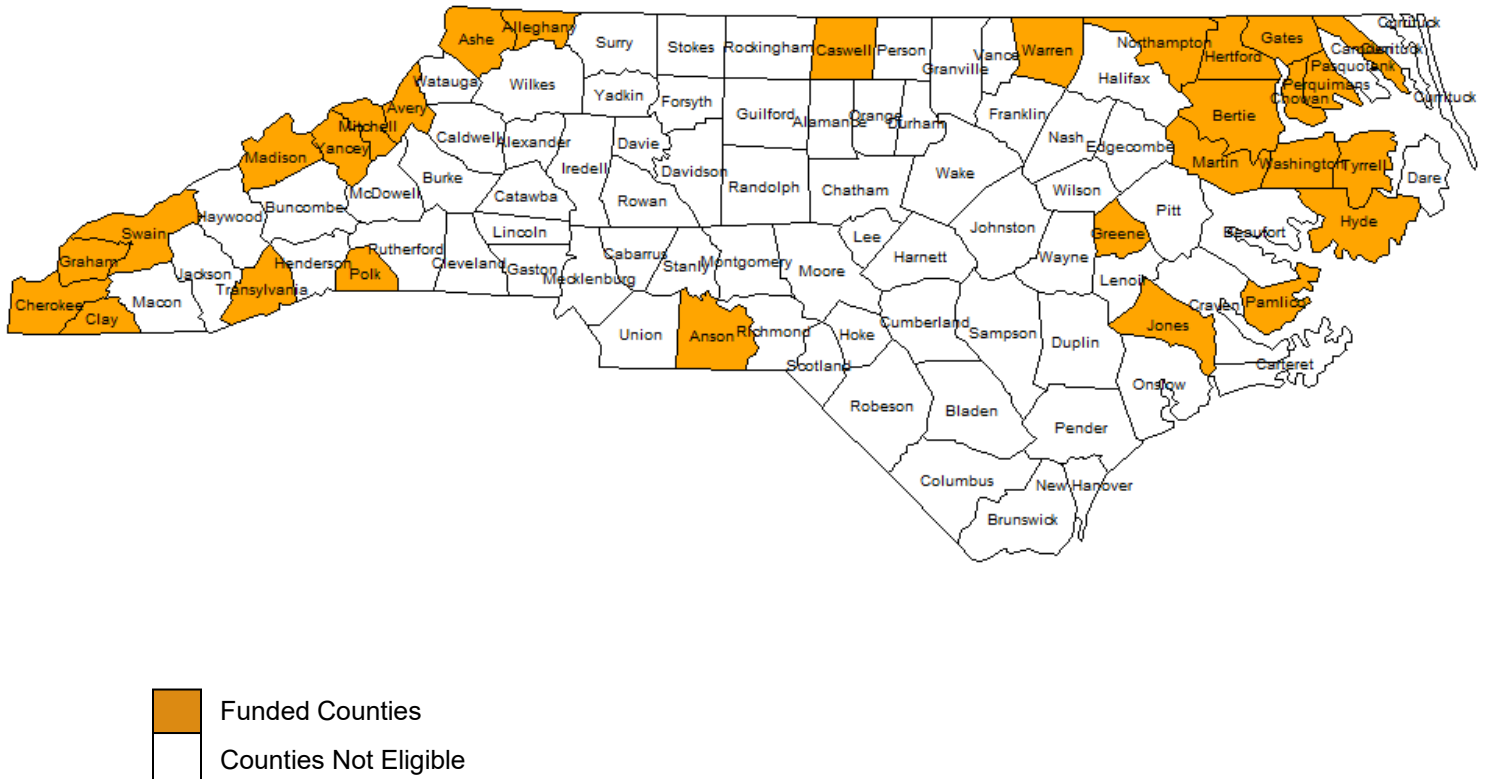 Currituck
Alleghany
Ashe
Surry
Stokes
Rockingham
Caswell
Person
Granville
Vance
Warren
Northampton
Gates
Hertford
Camden
Currituck
Halifax
Pasquotank
Watauga
Wilkes
Yadkin
Forsyth
Perquimans
Chowan
Currituck
Avery
Guilford
Alamance
Orange
Durham
Franklin
Bertie
Mitchell
Caldwell
Alexander
Davie
Nash
Edgecombe
Yancey
Madison
Iredell
Davidson
Martin
Washington
Tyrrell
Dare
Burke
McDowell
Catawba
Rowan
Randolph
Chatham
Wake
Wilson
Buncombe
Haywood
Pitt
Hyde
Swain
Lincoln
Lee
Johnston
Greene
Beaufort
Graham
Rutherford
Cleveland
Henderson
Polk
Gaston
Cabarrus
Stanly
Montgomery
Moore
Harnett
Wayne
Jackson
Transylvania
Mecklenburg
Lenoir
Cherokee
Macon
Clay
Craven
Pamlico
Union
Anson
Richmond
Hoke
Cumberland
Sampson
Duplin
Jones
Scotland
Carteret
Onslow
Robeson
Bladen
Pender
Columbus
New Hanover
Brunswick
Funded Counties
Counties Not Eligible